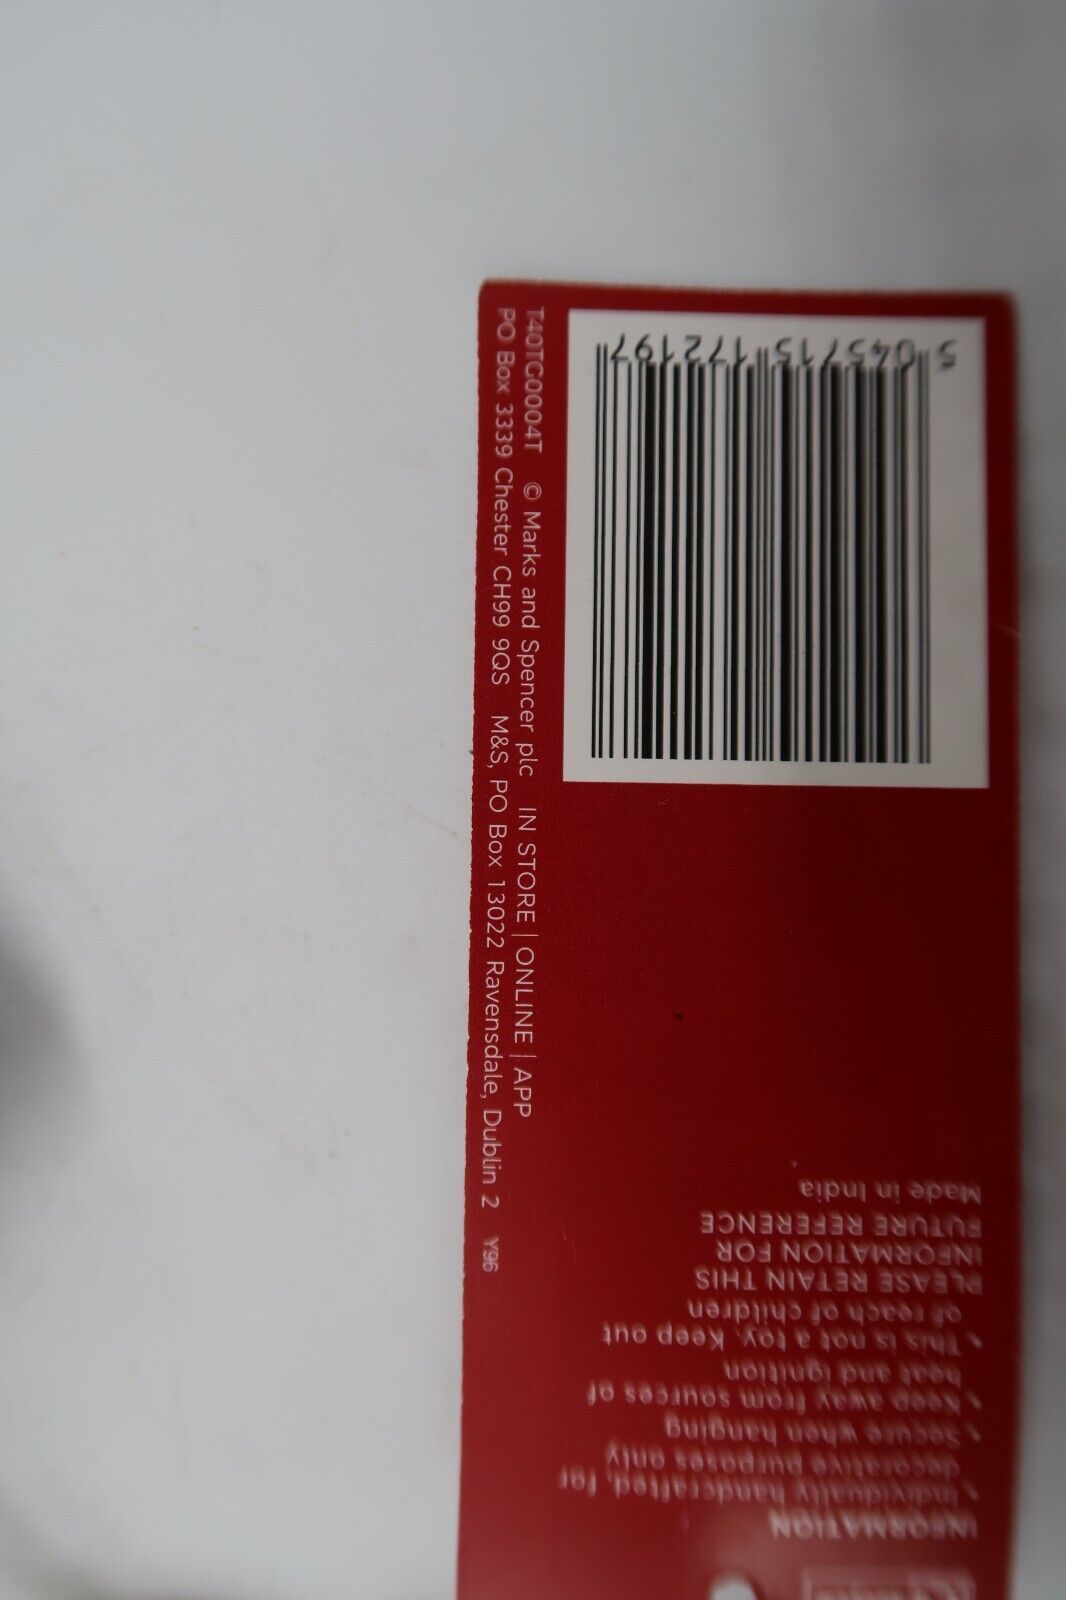 INFORMATION
✓ Individually handcrafted, for
decorative purposes only
✓ Secure when hanging
✓ Keep away from sources of
heat and ignition
✓ This is not a toy. Keep out
of reach of children
PLEASE RETAIN THIS
INFORMATION FOR
FUTURE REFERENCE
Made in India
5 045715 172197
T40TG0004T © Marks and Spencer plc IN STORE | ONLINE | APP
PO Box 3339 Chester CH99 9QS M&S, PO Box 13022 Ravensdale, Dublin 2 Y96